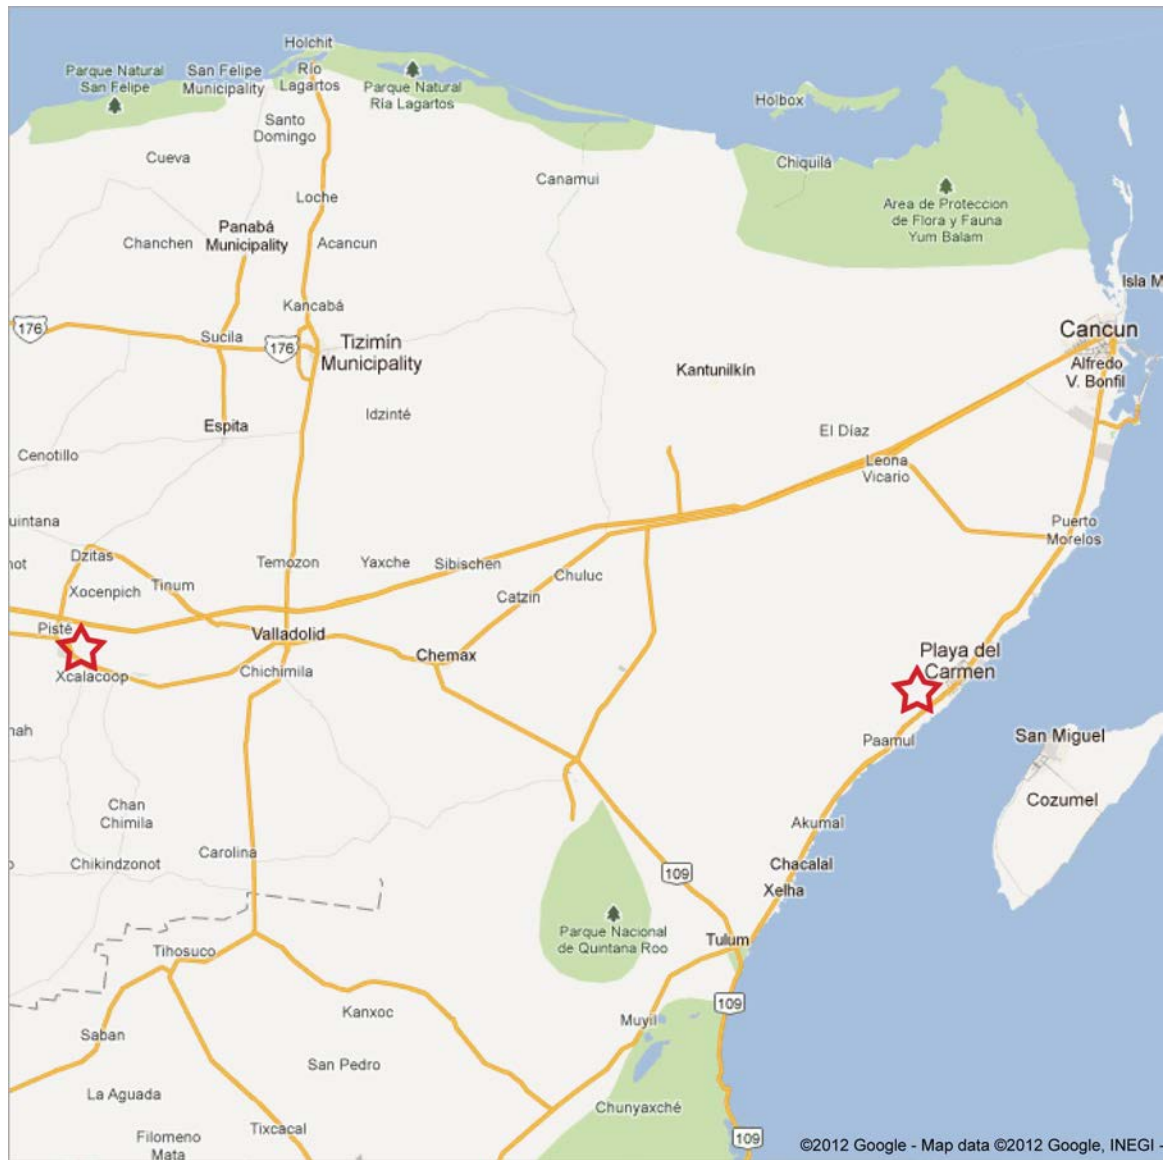 Holchit
Parque Natural
San Felipe
San Felipe
Municipality
Río
Lagartos
Parque Natural
Ría Lagartos
Holbox
Santo
Domingo
Cueva
Chiquilá
Canamui
Loche
Area de Proteccion
de Flora y Fauna
Yum Balam
Panabá
Municipality
Chanchen
Acancun
Isla M
Kancabá
176
Sucila
176
Tizimín
Municipality
Cancun
Alfredo
V. Bonfil
Kantunilkín
Idzinté
Espita
El Díaz
Cenotillo
Leona
Vicario
uintana
Puerto
Morelos
Dzitas
not
Temozon
Yaxche
Sibischen
Chuluc
Xocenpich
Tinum
Catzin
Pisté
Valladolid
Chemax
Playa del
Carmen
Xcalacoop
Chichimila
nah
Paamul
San Miguel
Cozumel
Chan
Chimila
Akumal
Carolina
Chikindzonot
o
Chacalal
109
Xelha
Parque Nacional
de Quintana Roo
Tulum
Tihosuco
109
Kanxoc
Muyil
Saban
San Pedro
La Aguada
Chunyaxché
Tixcacal
Filomeno
Mata
109
©2012 Google - Map data ©2012 Google, INEGI -